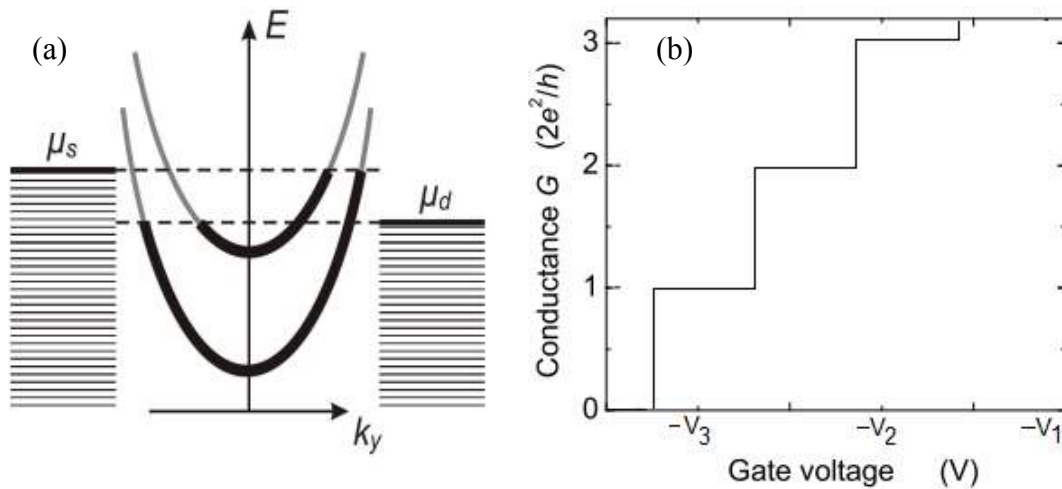 (a)
E
μs
μd
ky
(b)
Conductance G (2e²/h)
3
2
1
0
−V₃
−V₂
−V₁
Gate voltage (V)